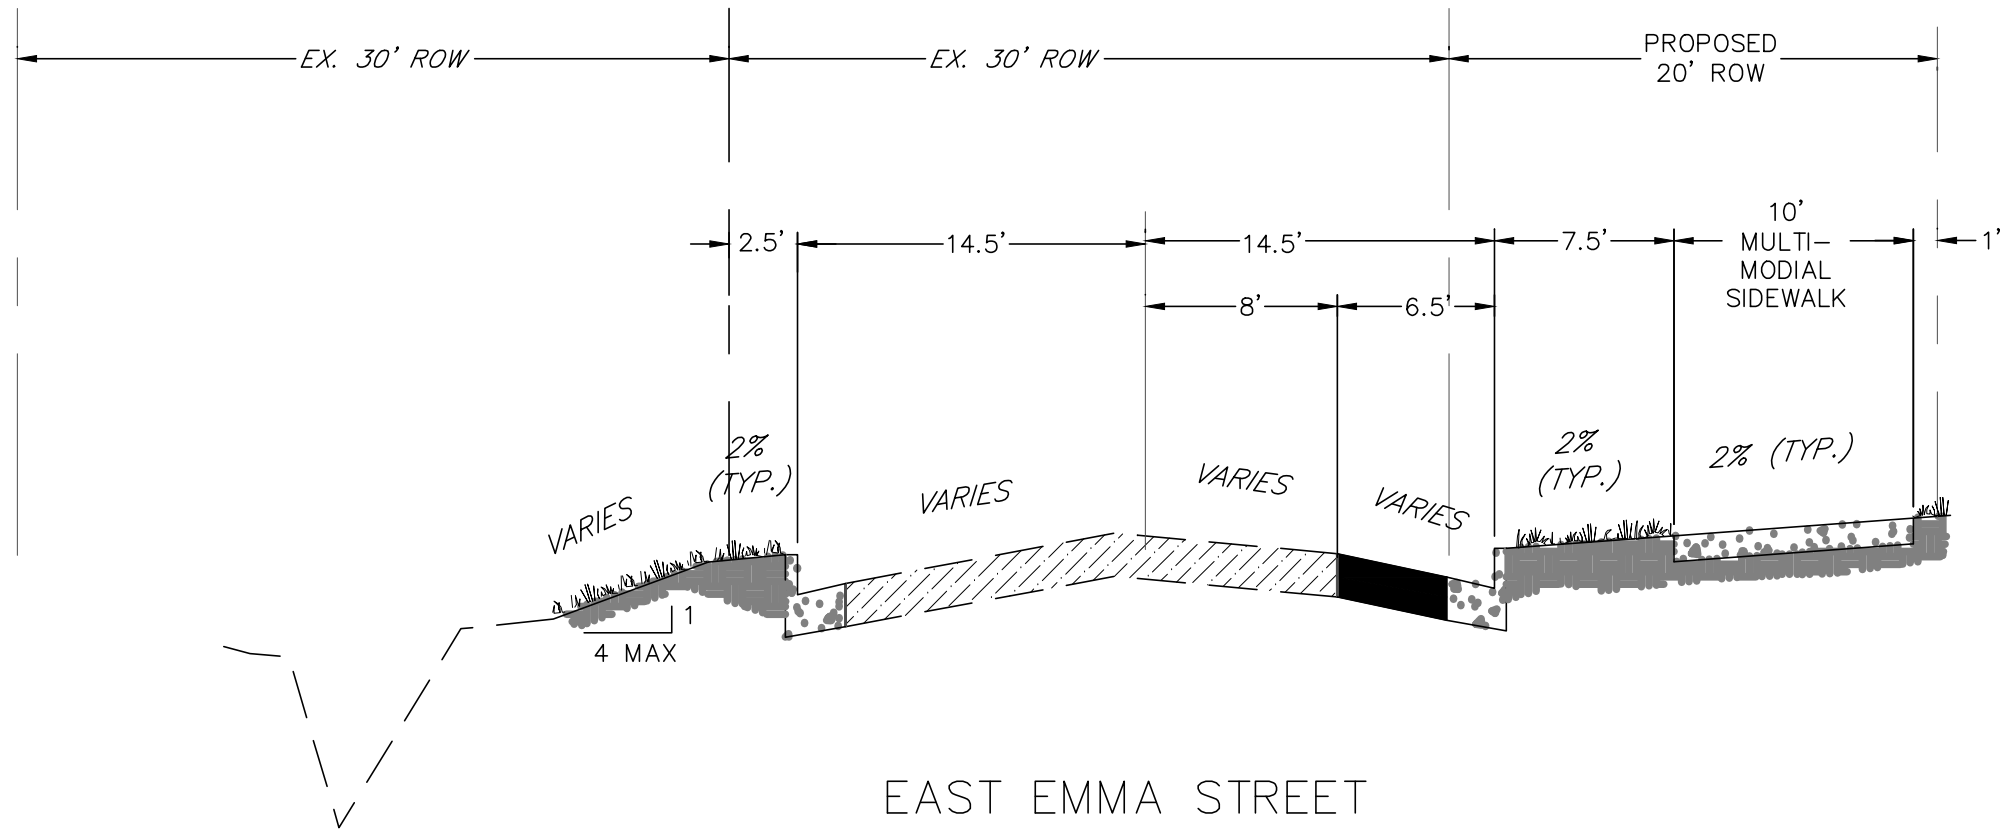 EX. 30' ROW
EX. 30' ROW
PROPOSED
20' ROW
2.5'
14.5'
14.5'
7.5'
10'
MULTI-
MODIAL
SIDEWALK
1'
8'
6.5'
VARIES
2%
(TYP.)
VARIES
VARIES
VARIES
2%
(TYP.)
2% (TYP.)
1
4 MAX
EAST EMMA STREET